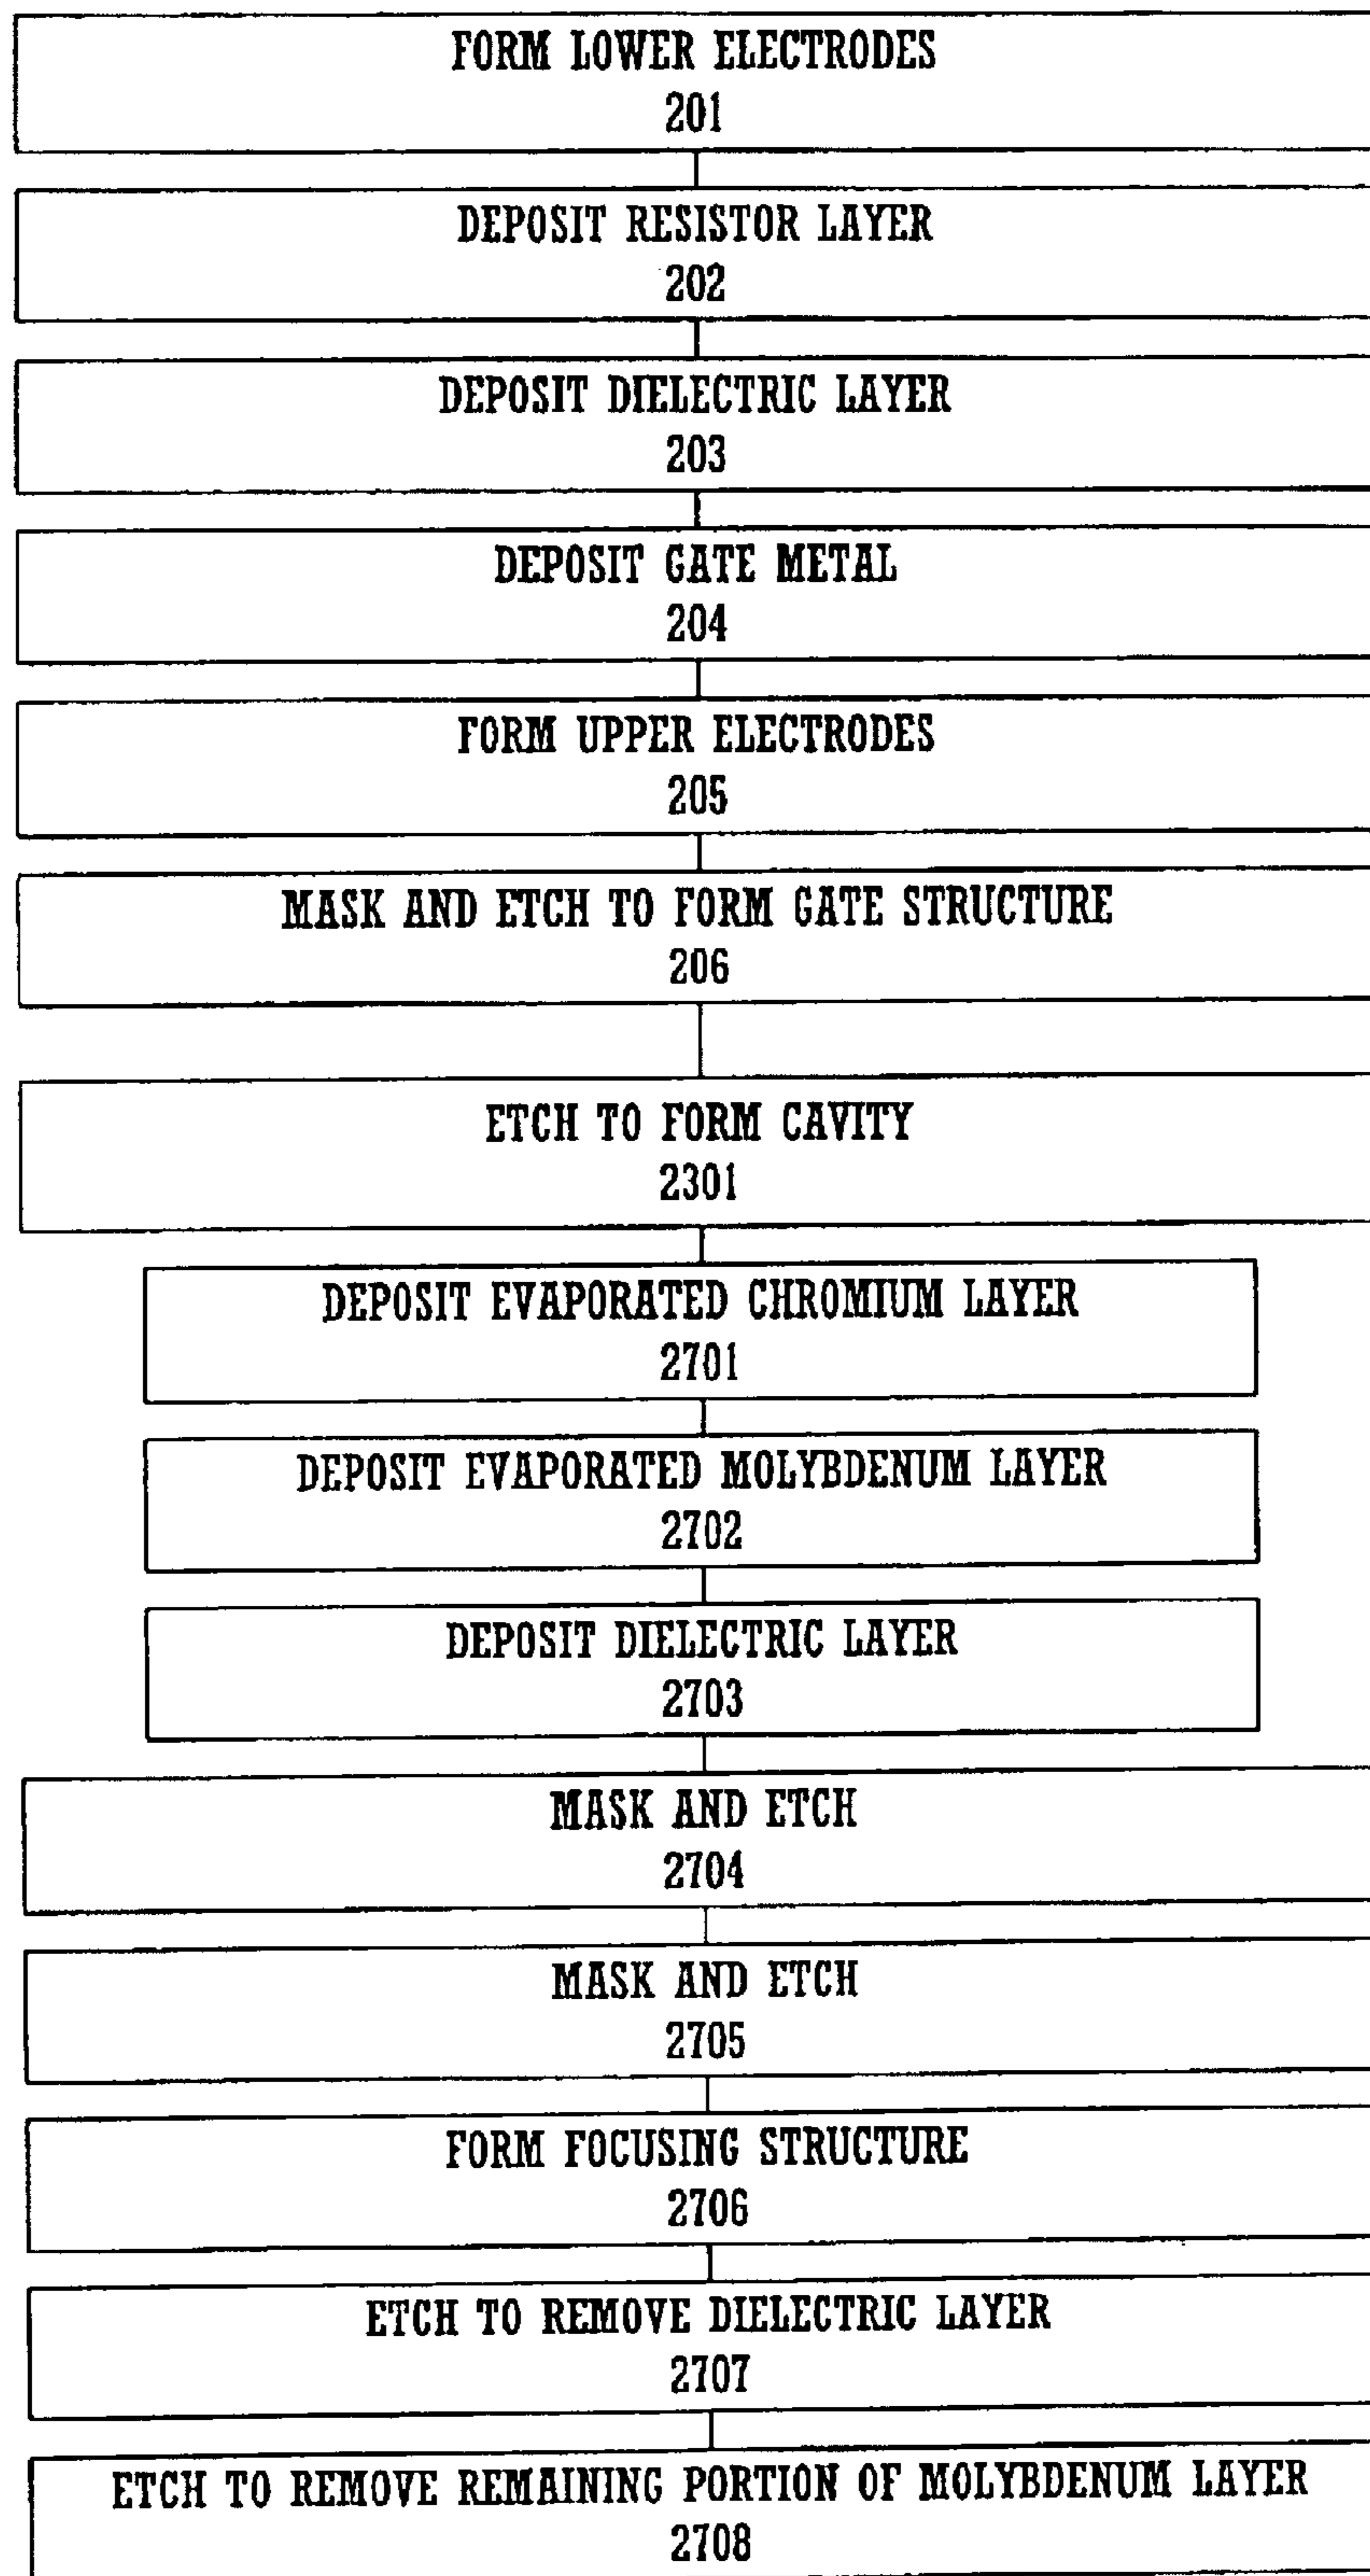 FORM LOWER ELECTRODES
201
DEPOSIT RESISTOR LAYER
202
DEPOSIT DIELECTRIC LAYER
203
DEPOSIT GATE METAL
204
FORM UPPER ELECTRODES
205
MASK AND ETCH TO FORM GATE STRUCTURE
206
ETCH TO FORM CAVITY
2301
DEPOSIT EVAPORATED CHROMIUM LAYER
2701
DEPOSIT EVAPORATED MOLYBDENUM LAYER
2702
DEPOSIT DIELECTRIC LAYER
2703
MASK AND ETCH
2704
MASK AND ETCH
2705
FORM FOCUSING STRUCTURE
2706
ETCH TO REMOVE DIELECTRIC LAYER
2707
ETCH TO REMOVE REMAINING PORTION OF MOLYBDENUM LAYER
2708